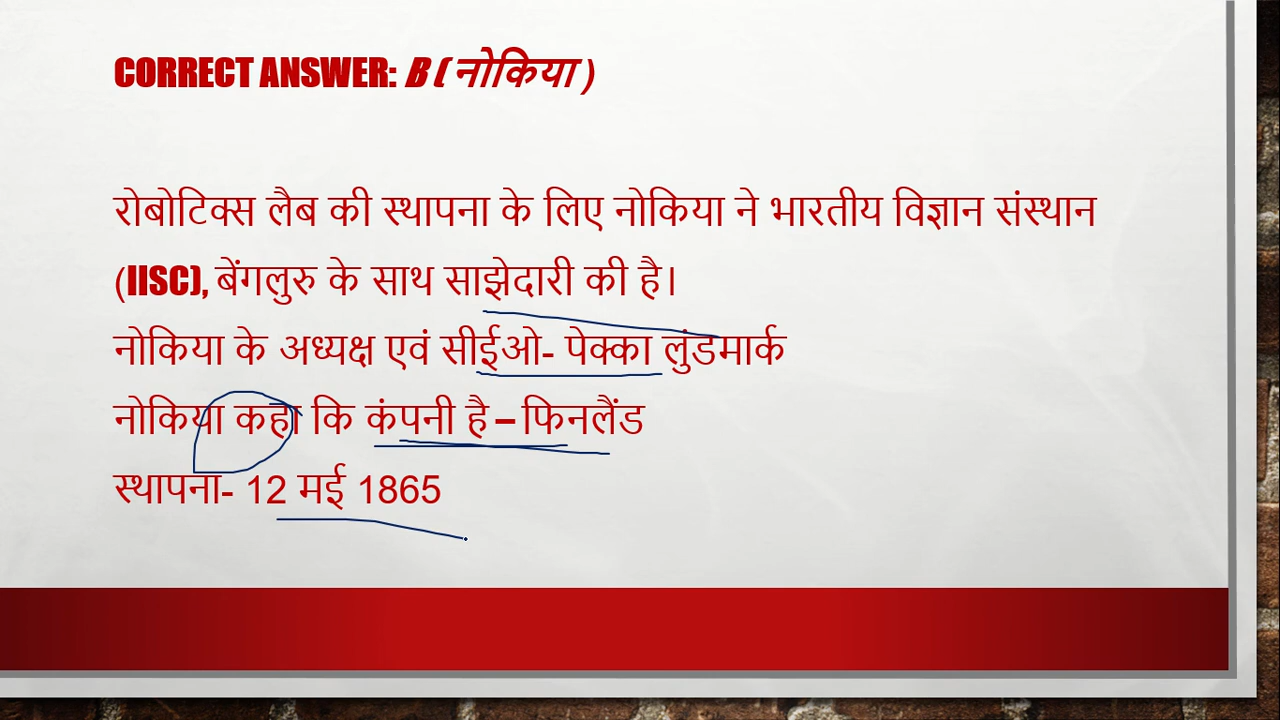 CORRECT ANSWER: B ( नोकिया )
रोबोटिक्स लैब की स्थापना के लिए नोकिया ने भारतीय विज्ञान संस्थान
(IISC), बेंगलुरु के साथ साझेदारी की है।
नोकिया के अध्यक्ष एवं सीईओ- पेक्का लुंडमार्क
नोकिया कहा कि कंपनी है – फिनलैंड
स्थापना- 12 मई 1865